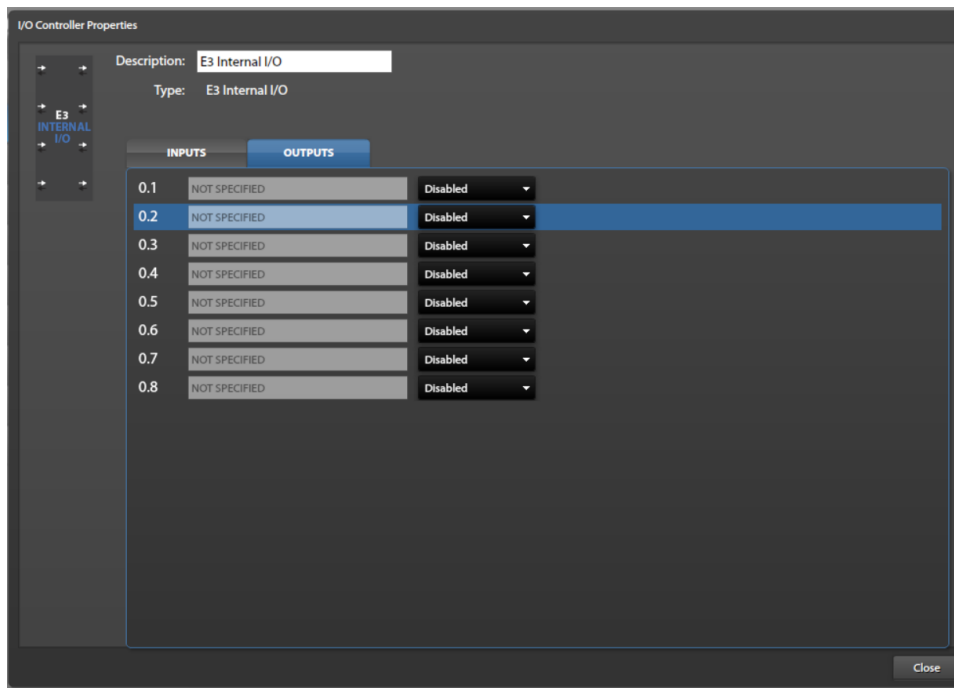 I/O Controller Properties
Description: E3 Internal I/O
Type: E3 Internal I/O
E3
INTERNAL
I/O
INPUTS OUTPUTS
0.1 NOT SPECIFIED Disabled
0.2 NOT SPECIFIED Disabled
0.3 NOT SPECIFIED Disabled
0.4 NOT SPECIFIED Disabled
0.5 NOT SPECIFIED Disabled
0.6 NOT SPECIFIED Disabled
0.7 NOT SPECIFIED Disabled
0.8 NOT SPECIFIED Disabled
Close